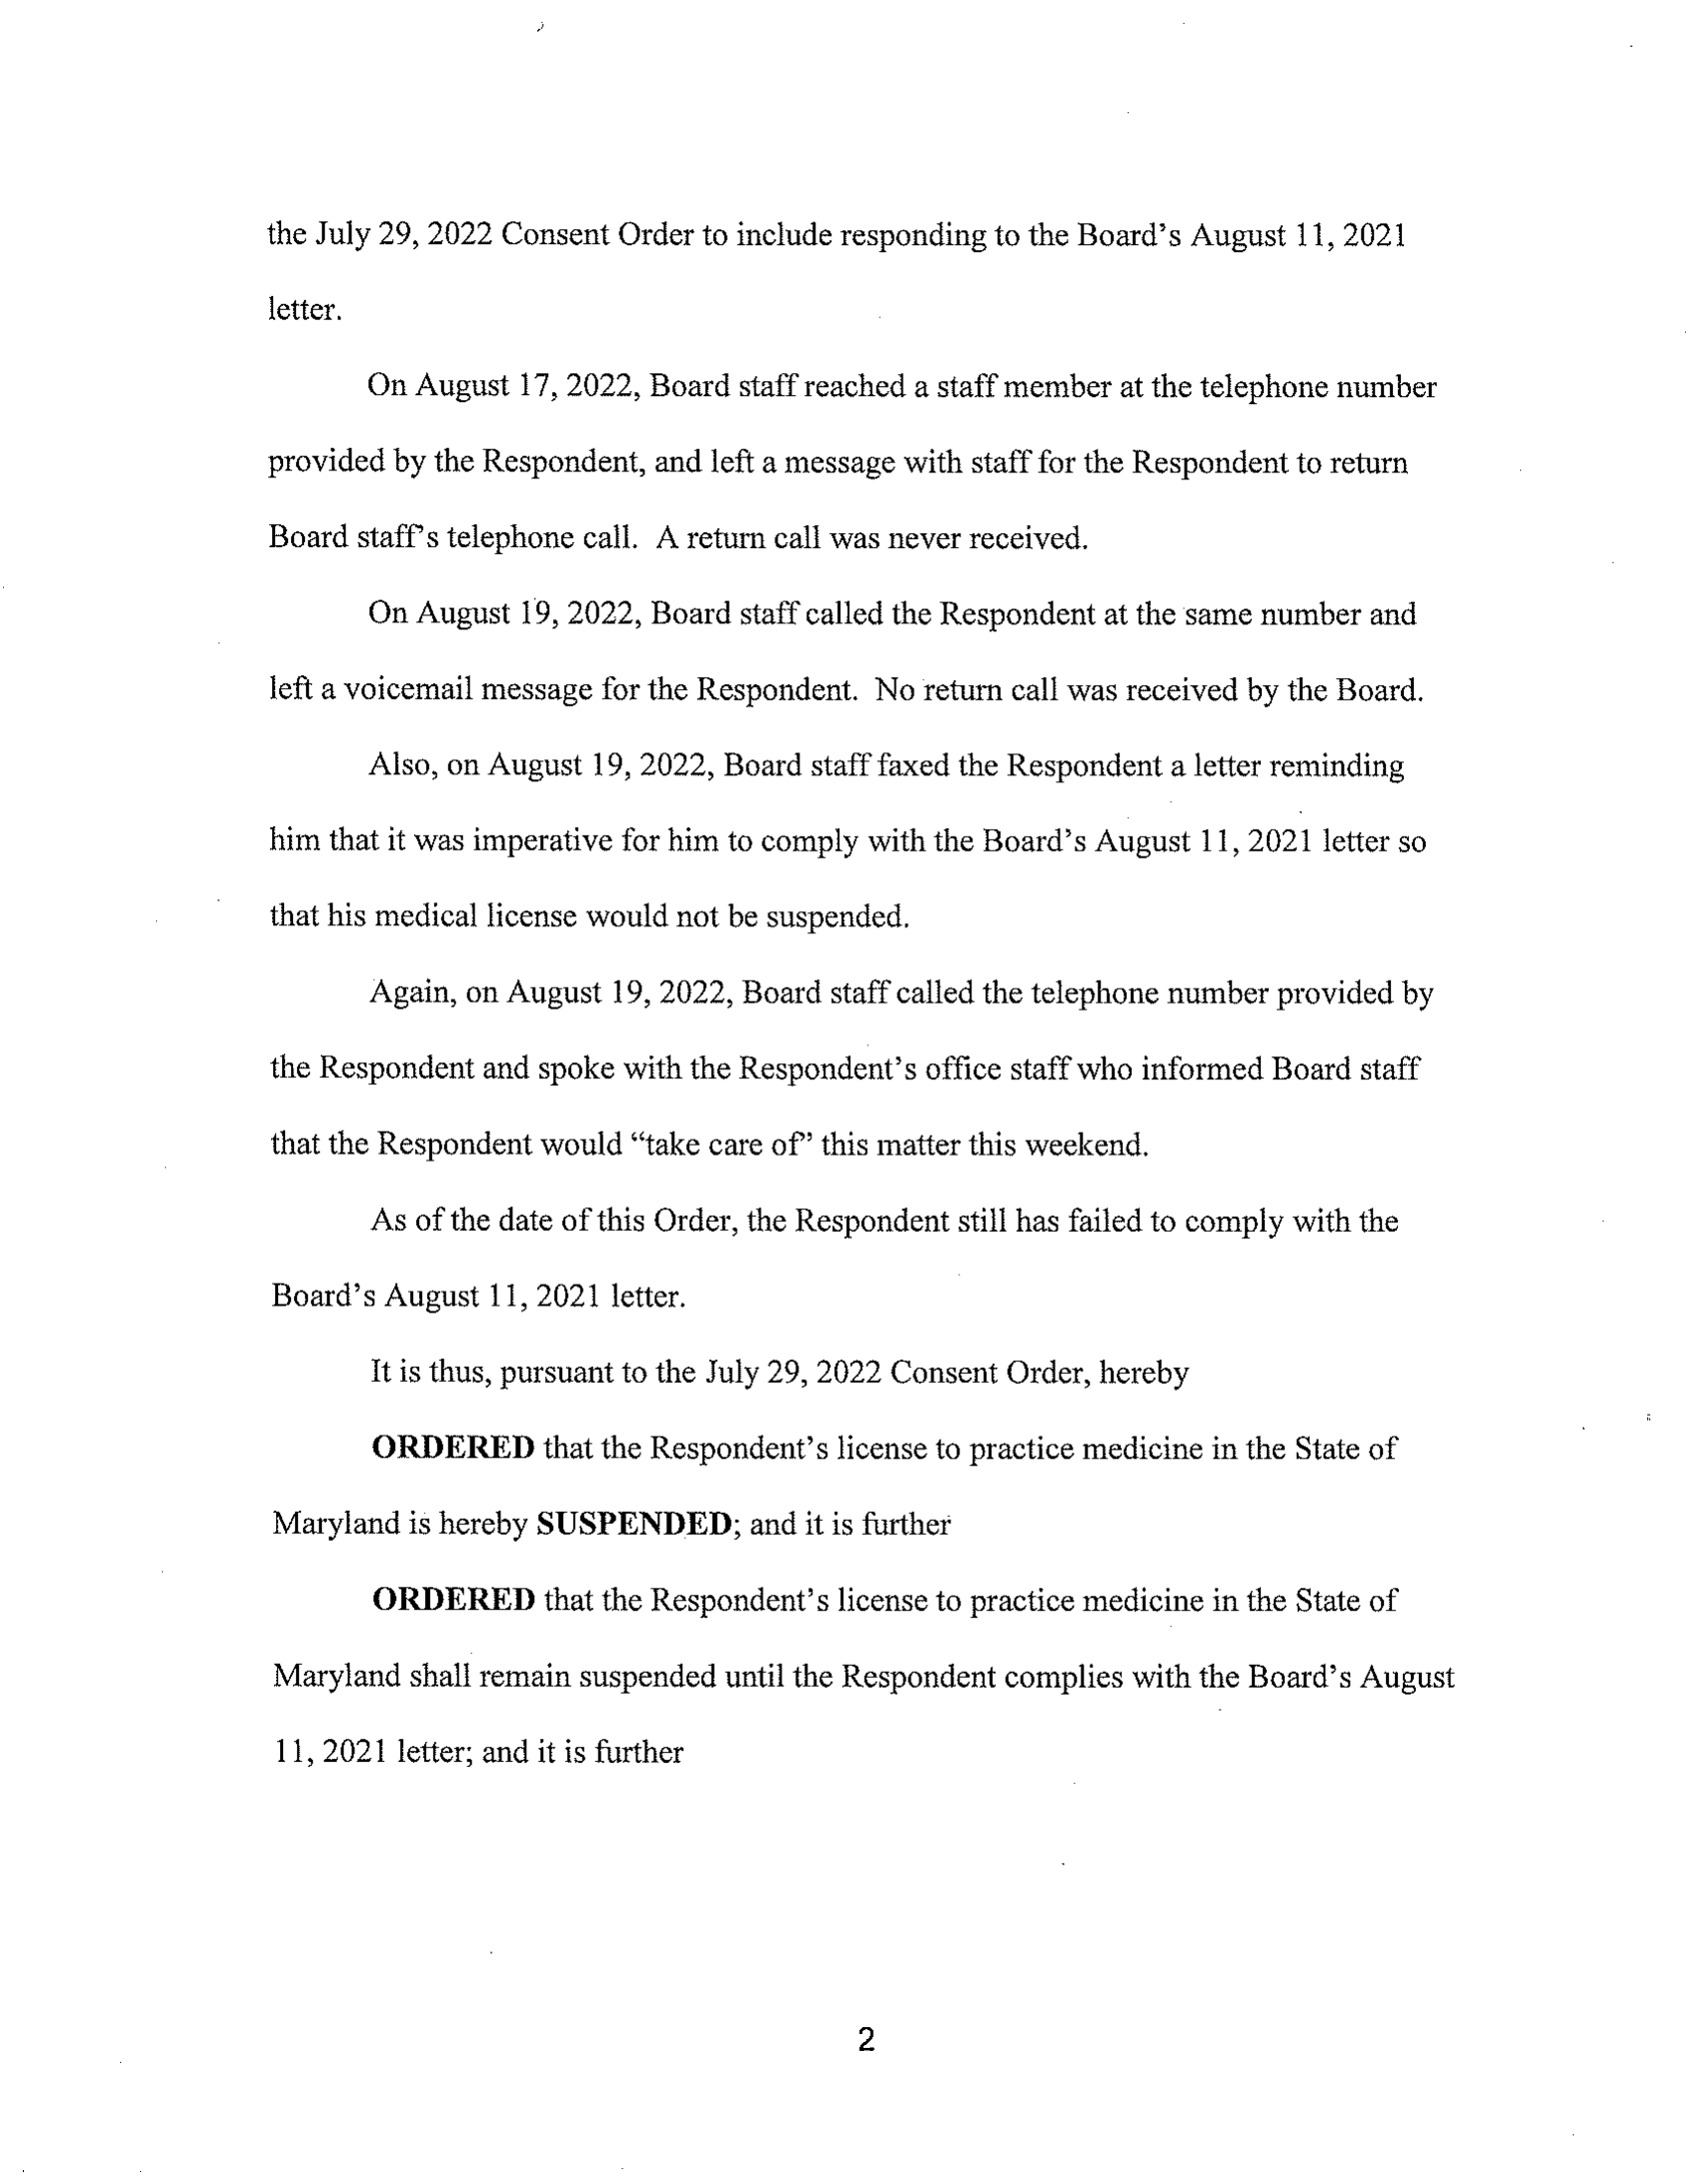 the July 29, 2022 Consent Order to include responding to the Board's August 11, 2021
letter.
On August 17, 2022, Board staff reached a staff member at the telephone number
provided by the Respondent, and left a message with staff for the Respondent to return
Board staff's telephone call. A return call was never received.
On August 19, 2022, Board staff called the Respondent at the same number and
left a voicemail message for the Respondent. No return call was received by the Board.
Also, on August 19, 2022, Board staff faxed the Respondent a letter reminding
him that it was imperative for him to comply with the Board's August 11, 2021 letter so
that his medical license would not be suspended.
Again, on August 19, 2022, Board staff called the telephone number provided by
the Respondent and spoke with the Respondent's office staff who informed Board staff
that the Respondent would “take care of” this matter this weekend.
As of the date of this Order, the Respondent still has failed to comply with the
Board's August 11, 2021 letter.
It is thus, pursuant to the July 29, 2022 Consent Order, hereby
ORDERED that the Respondent's license to practice medicine in the State of
Maryland is hereby SUSPENDED; and it is further
ORDERED that the Respondent's license to practice medicine in the State of
Maryland shall remain suspended until the Respondent complies with the Board's August
11, 2021 letter; and it is further
2